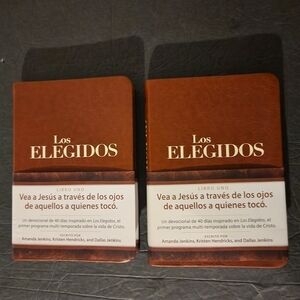 Los
ELEGIDOS
LIBRO UNO
Vea a Jesús a través de los ojos
de aquellos a quienes tocó.
Un devocional de 40 días inspirado en Los Elegidos, el
primer programa multi-temporada sobre la vida de Cristo.
ESCRITO POR
Amanda Jenkins, Kristen Hendricks, and Dallas Jenkins
Los
ELEGIDOS
LIBRO UNO
Vea a Jesús a través de los ojos
de aquellos a quienes tocó.
Un devocional de 40 días inspirado en Los Elegidos, el
primer programa multi-temporada sobre la vida de Cristo.
ESCRITO POR
Amanda Jenkins, Kristen Hendricks, and Dallas Jenkins